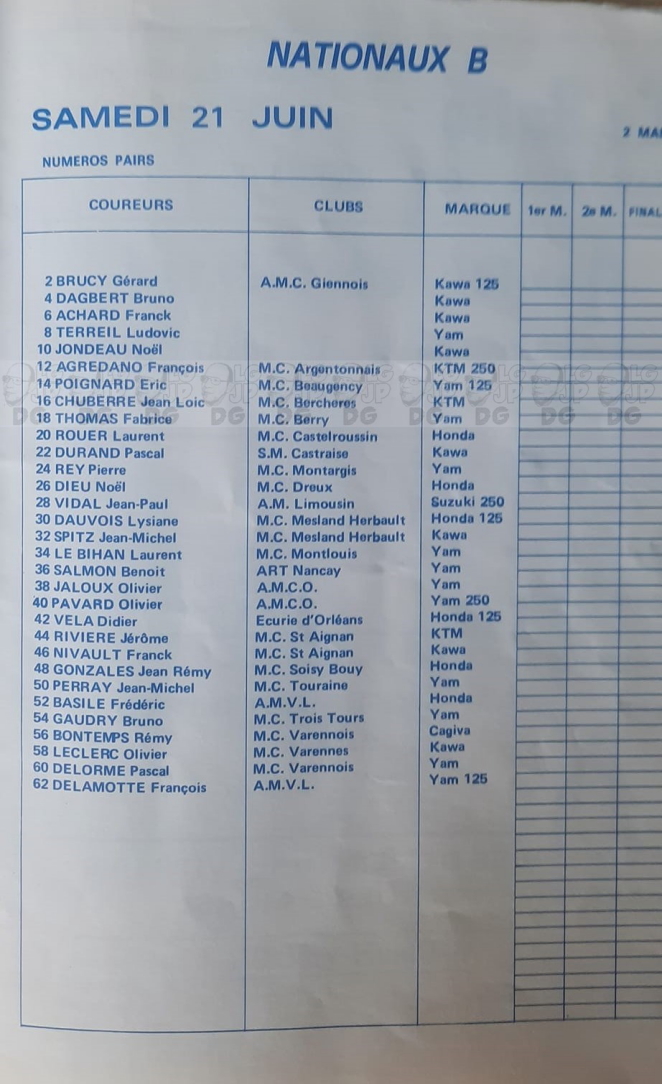 NATIONAUX B
SAMEDI 21 JUIN
2 MA
NUMEROS PAIRS
COUREURS CLUBS MARQUE 1er M. 2e M. FINAL
2 BRUCY Gérard A.M.C. Giennois Kawa 125
4 DAGBERT Bruno Kawa
6 ACHARD Franck Kawa
8 TERREIL Ludovic Yam
10 JONDEAU Noël Kawa
12 AGREDANO François M.C. Argentonnais KTM 250
14 POIGNARD Eric M.C. Beaugency Yam 125
16 CHUBERRE Jean Loic M.C. Bercheres KTM
18 THOMAS Fabrice M.C. Berry Yam
20 ROUER Laurent M.C. Castelroussin Honda
22 DURAND Pascal S.M. Castraise Kawa
24 REY Pierre M.C. Montargis Yam
26 DIEU Noël M.C. Dreux Honda
28 VIDAL Jean-Paul A.M. Limousin Suzuki 250
30 DAUVOIS Lysiane M.C. Mesland Herbault Honda 125
32 SPITZ Jean-Michel M.C. Mesland Herbault Kawa
34 LE BIHAN Laurent M.C. Montlouis Yam
36 SALMON Benoit ART Nancay Yam
38 JALOUX Olivier A.M.C.O. Yam
40 PAVARD Olivier A.M.C.O. Yam 250
42 VELA Didier Ecurie d'Orléans Honda 125
44 RIVIERE Jérôme M.C. St Aignan KTM
46 NIVAULT Franck M.C. St Aignan Kawa
48 GONZALES Jean Rémy M.C. Soisy Bouy Honda
50 PERRAY Jean-Michel M.C. Touraine Yam
52 BASILE Frédéric A.M.V.L. Honda
54 GAUDRY Bruno M.C. Trois Tours Yam
56 BONTEMPS Rémy M.C. Varennois Cagiva
58 LECLERC Olivier M.C. Varennes Kawa
60 DELORME Pascal M.C. Varennois Yam
62 DELAMOTTE François A.M.V.L. Yam 125